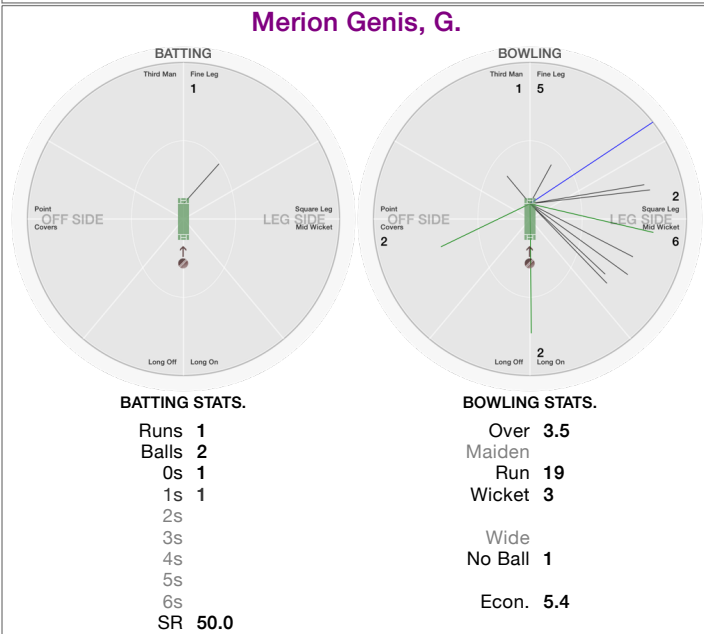 Merion Genis, G.
BATTING
Third Man Fine Leg
1
Point
OFF SIDE
Covers
Square Leg
LEG SIDE
Mid Wicket
Long Off Long On
BATTING STATS.
Runs 1
Balls 2
0s 1
1s 1
2s
3s
4s
5s
6s
SR 50.0
BOWLING
Third Man Fine Leg
1 5
2
Point
OFF SIDE
Covers
2
Square Leg
LEG SIDE
Mid Wicket
6
2
Long Off Long On
BOWLING STATS.
Over 3.5
Maiden
Run 19
Wicket 3
Wide
No Ball 1
Econ. 5.4